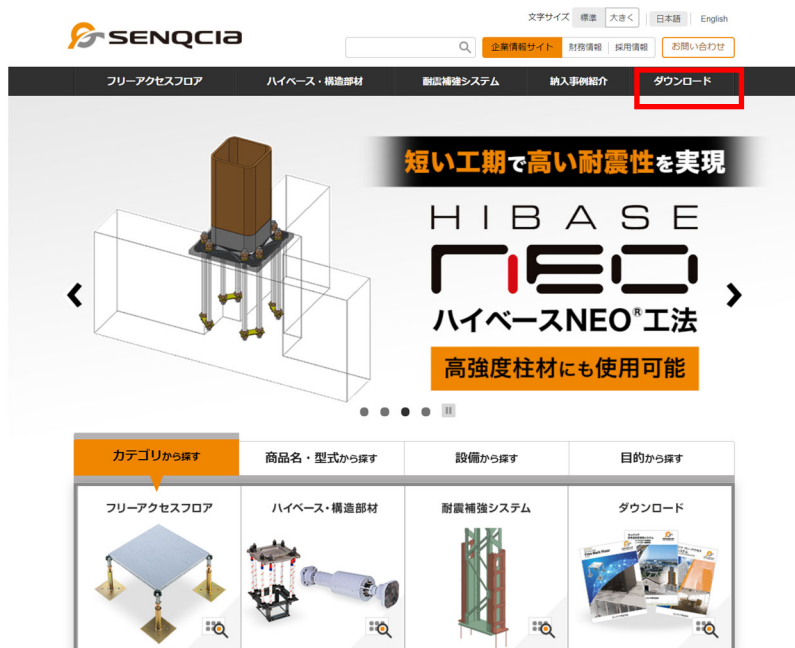 文字サイズ 標準 大きく 日本語 English
SENQCIA
企業情報サイト 財務情報 採用情報 お問い合わせ
フリーアクセスフロア ハイベース・構造部材 耐震補強システム 納入事例紹介 ダウンロード
短い工期で高い耐震性を実現
HIBASE
NEO
ハイベースNEO®工法
高強度柱材にも使用可能
カテゴリから探す 商品名・型式から探す 設備から探す 目的から探す
フリーアクセスフロア ハイベース・構造部材 耐震補強システム ダウンロード